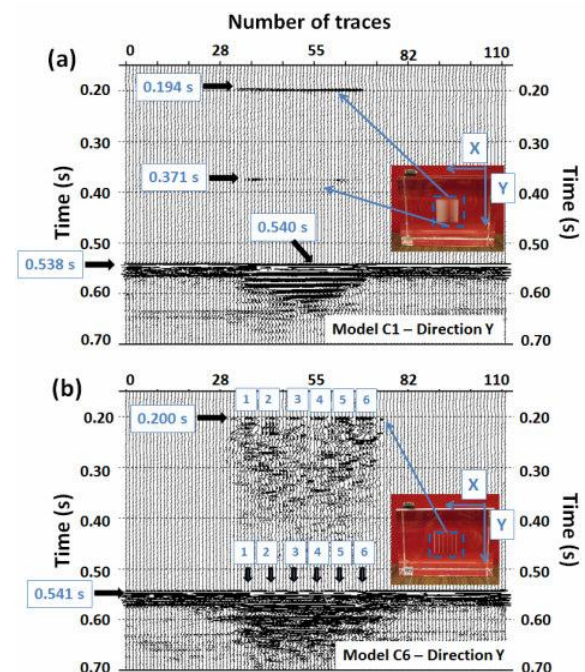 Number of traces
(a)
0 28 55 82 110
0.20 0.194 s 0.20
0.30 0.30
X
0.371 s
0.40 Y 0.40
Time (s) Time (s)
0.50 0.540 s 0.50
0.538 s
0.60 0.60
Model C1 – Direction Y
0.70 0.70
(b)
0 28 55 82 110
1 2 3 4 5 6
0.20 0.200 s 0.20
0.30 0.30
X
0.40 0.40
Time (s) Y Time (s)
0.50 1 2 3 4 5 6 0.50
0.541 s
0.60 0.60
Model C6 – Direction Y
0.70 0.70